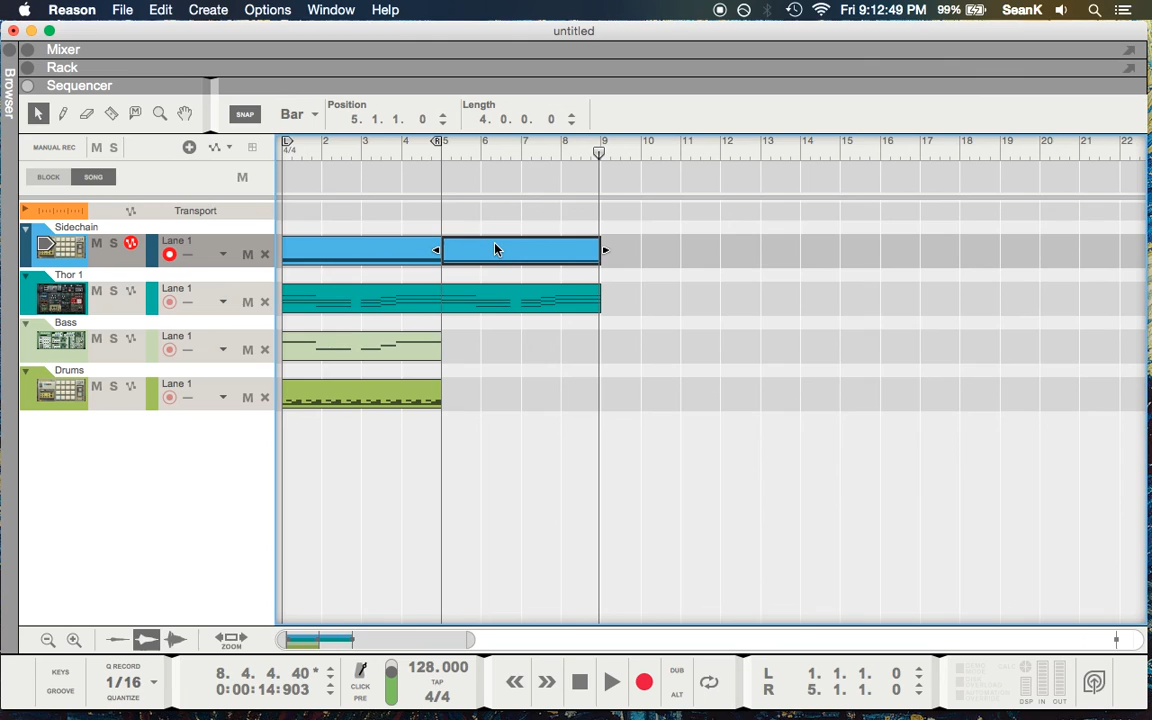 Reason File Edit Create Options Window Help 99% Fri 9:12:49 PM SeanK
untitled
Mixer
Rack
Sequencer
Browser
SNAP Bar Position 5. 1. 1. 0 Length 4. 0. 0. 0
MANUAL REC M S
L R 2 3 4 5 6 7 8 9 10 11 12 13 14 15 16 17 18 19 20 21 22
4/4
BLOCK SONG M
Transport
Sidechain
M S Lane 1
M
Thor 1
M S Lane 1
M
Bass
M S Lane 1
M
Drums
M S Lane 1
M
ZOOM
KEYS
GROOVE
Q RECORD
1/16
QUANTIZE
8. 4. 4. 40 *
0:00:14:903
CLICK
PRE
128.000
TAP
4/4
DUB
ALT
L 1. 1. 1. 0
R 5. 1. 1. 0
CALC
DSP IN OUT